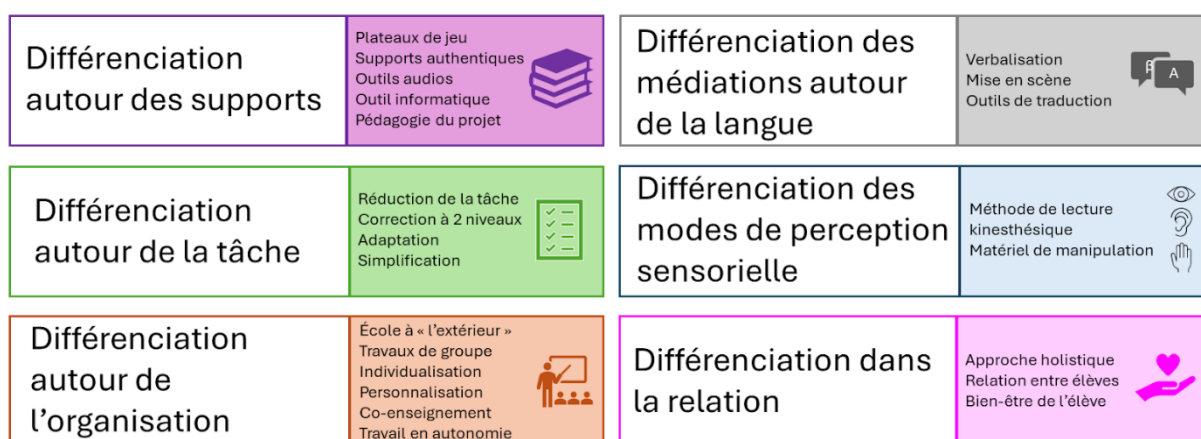 Différenciation
autour des supports
Plateaux de jeu
Supports authentiques
Outils audios
Outil informatique
Pédagogie du projet
Différenciation des
médiations autour
de la langue
Verbalisation
Mise en scène
Outils de traduction
β
A
Différenciation
autour de la tâche
Réduction de la tâche
Correction à 2 niveaux
Adaptation
Simplification
Différenciation des
modes de perception
sensorielle
Méthode de lecture
kinesthésique
Matériel de manipulation
Différenciation
autour de
l'organisation
École à « l'extérieur »
Travaux de groupe
Individualisation
Personnalisation
Co-enseignement
Travail en autonomie
Différenciation dans
la relation
Approche holistique
Relation entre élèves
Bien-être de l'élève